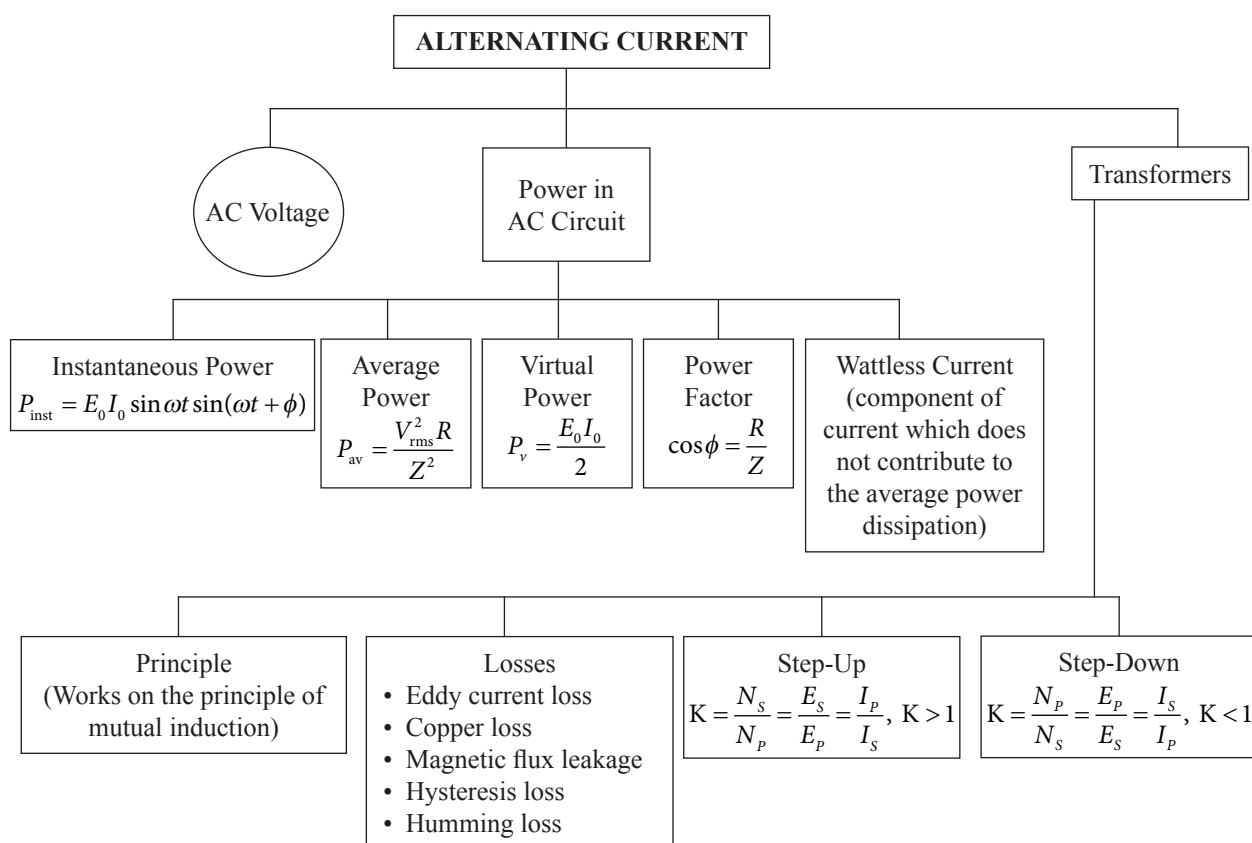 ALTERNATING CURRENT
AC Voltage
Power in
AC Circuit
Transformers
Instantaneous Power
P_inst = E_0 I_0 sin ωt sin(ωt + ϕ)
Average
Power
P_av = V_rms^2 R / Z^2
Virtual
Power
P_v = E_0 I_0 / 2
Power
Factor
cos ϕ = R / Z
Wattless Current
(component of
current which does
not contribute to
the average power
dissipation)
Principle
(Works on the principle of
mutual induction)
Losses
• Eddy current loss
• Copper loss
• Magnetic flux leakage
• Hysteresis loss
• Humming loss
Step-Up
K = N_S / N_P = E_S / E_P = I_P / I_S, K > 1
Step-Down
K = N_P / N_S = E_P / E_S = I_S / I_P, K < 1